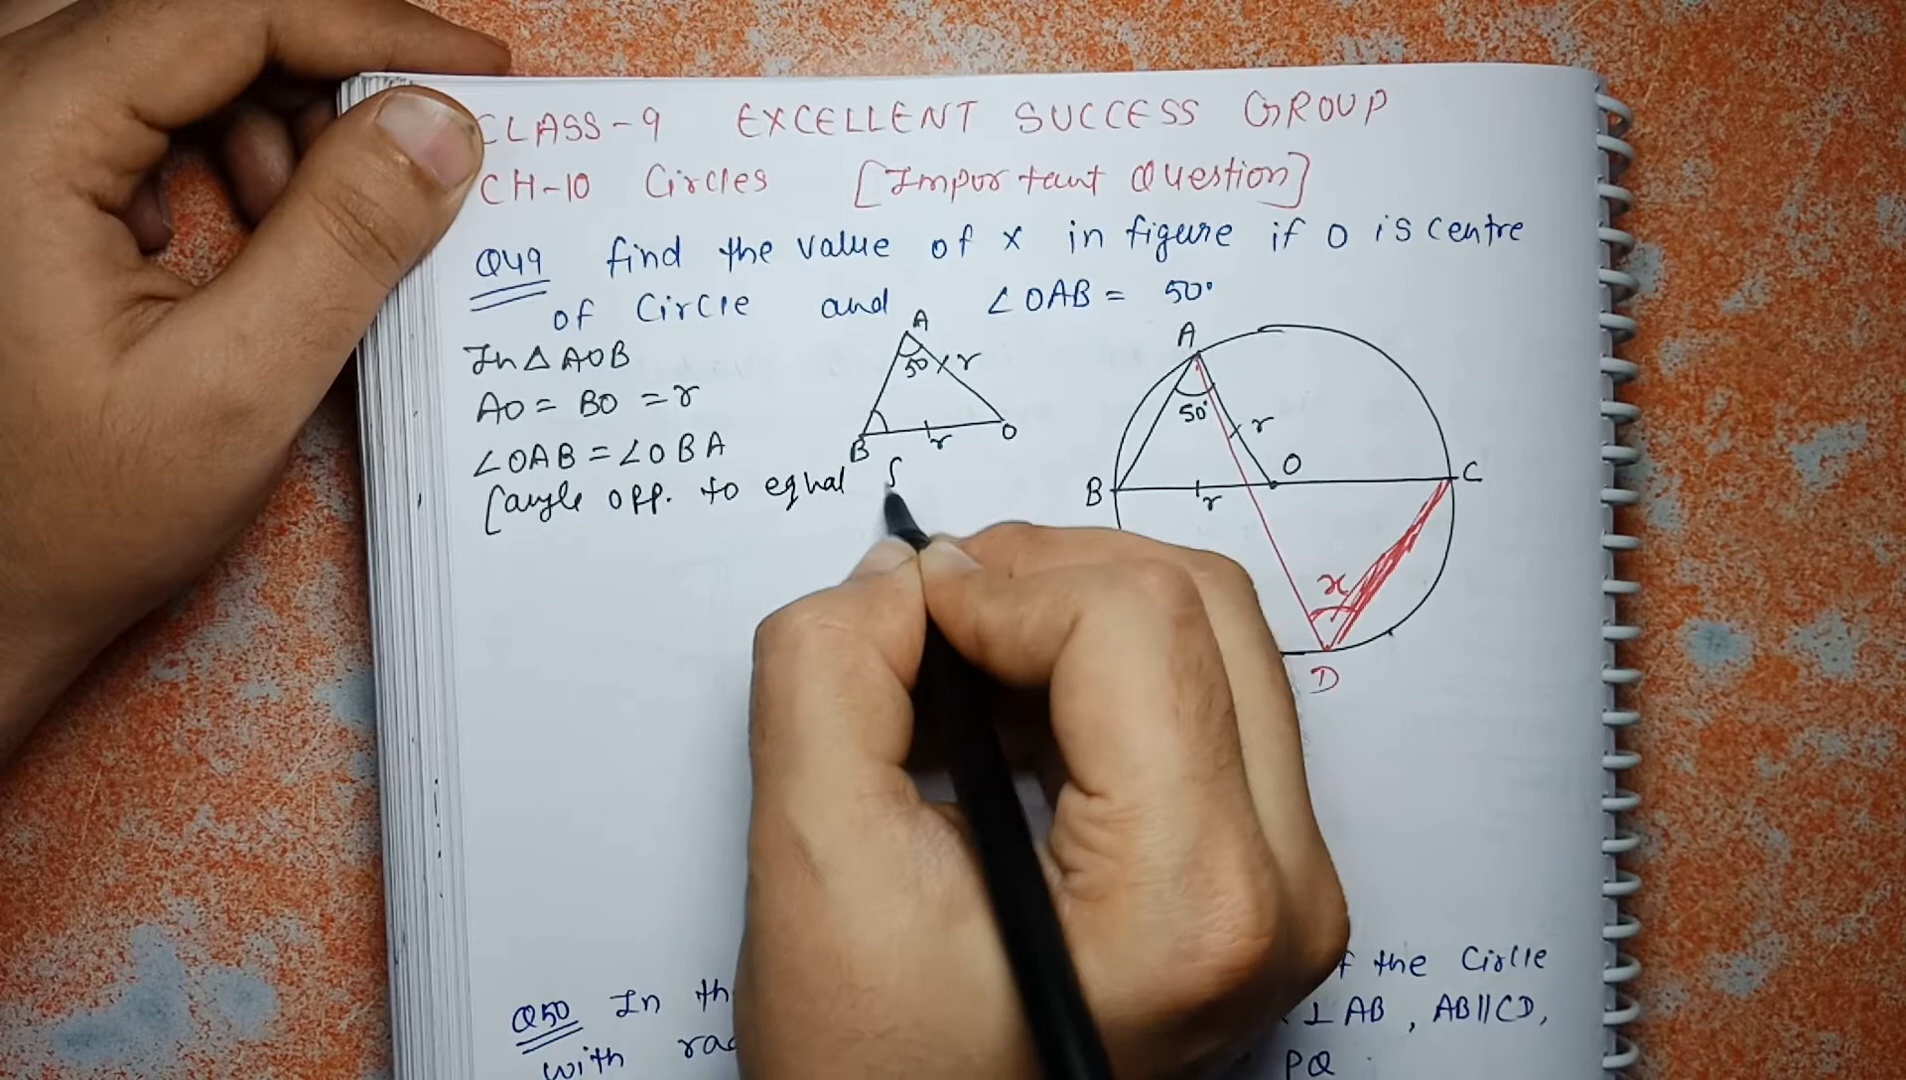 CLASS-9 EXCELLENT SUCCESS GROUP
CH-10 Circles [Important Question]
Q49 find the value of x in figure if O is centre
of Circle and ∠OAB = 50°
In △ AOB
AO = BO = r
∠OAB = ∠OBA
[angle opp. to equal
A
50
r
B
r
O
A
50°
r
O
B
r
C
x
D
f the Circle
Q50 In th
⊥ AB , AB||CD,
with
PQ